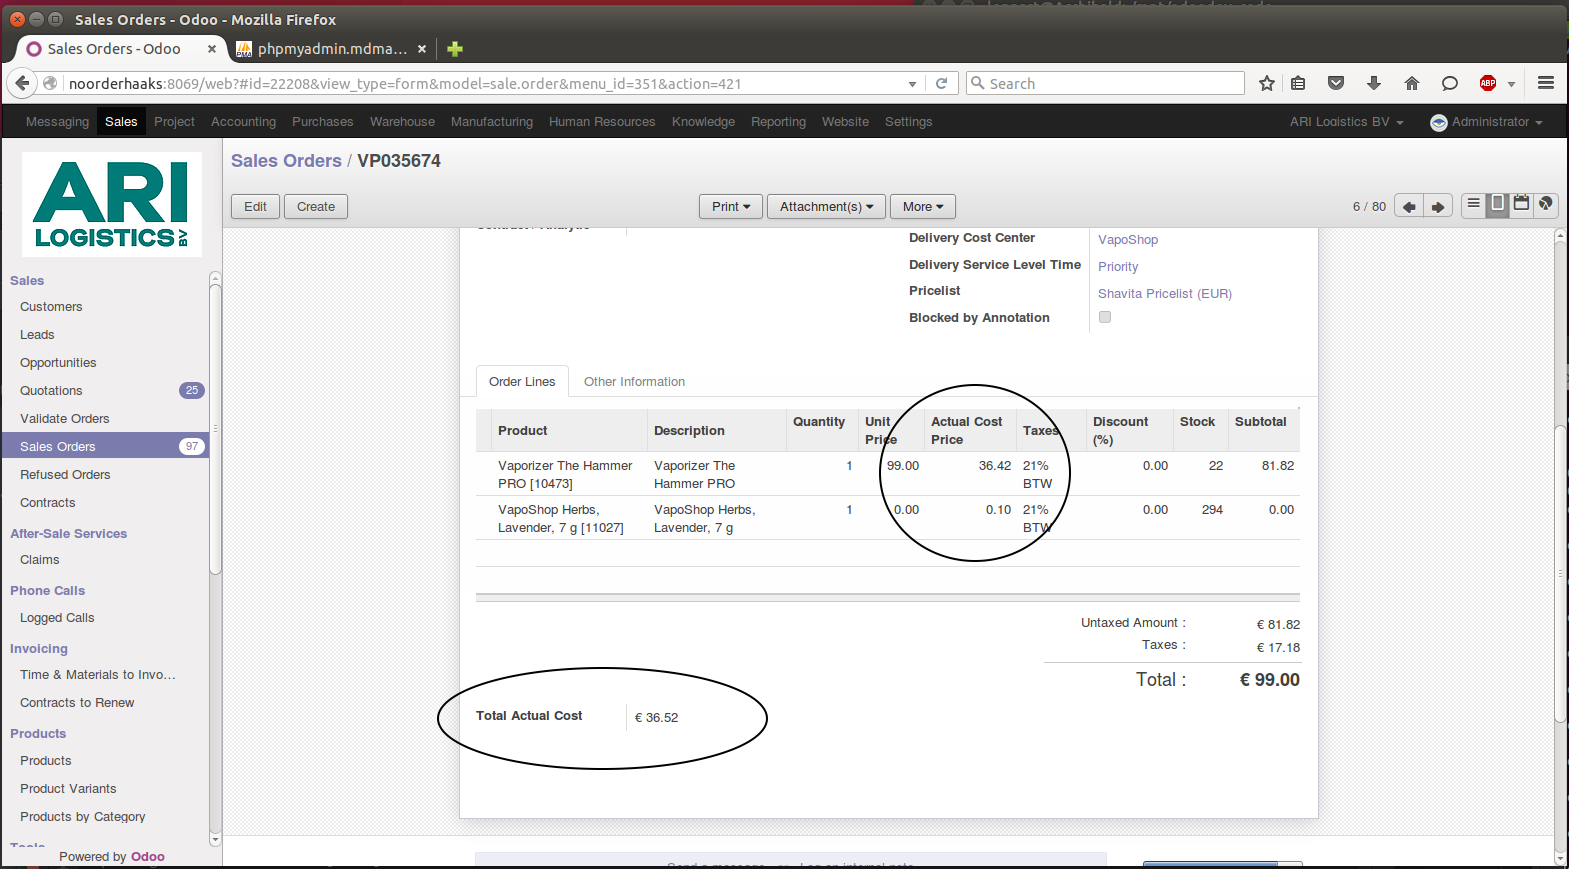 Sales Orders - Odoo - Mozilla Firefox
Sales Orders - Odoo
phpmyadmin.mdma...
noorderhaaks:8069/web?#id=22208&view_type=form&model=sale.order&menu_id=351&action=421
Search
ABP
Messaging Sales Project Accounting Purchases Warehouse Manufacturing Human Resources Knowledge Reporting Website Settings ARI Logistics BV Administrator
ARI
LOGISTICS BV
Sales Orders / VP035674
Edit Create Print Attachment(s) More 6 / 80
Sales
Customers
Leads
Opportunities
Quotations 25
Validate Orders
Sales Orders 97
Refused Orders
Contracts
After-Sale Services
Claims
Phone Calls
Logged Calls
Invoicing
Time & Materials to Invo...
Contracts to Renew
Products
Products
Product Variants
Products by Category
Tools
Powered by Odoo
Delivery Cost Center VapoShop
Delivery Service Level Time Priority
Pricelist Shavita Pricelist (EUR)
Blocked by Annotation
Order Lines Other Information
Product Description Quantity Unit Price Actual Cost Price Taxes Discount (%) Stock Subtotal
Vaporizer The Hammer Vaporizer The 1 99.00 36.42 21% 0.00 22 81.82
PRO [10473] Hammer PRO BTW
VapoShop Herbs, VapoShop Herbs, 1 0.00 0.10 21% 0.00 294 0.00
Lavender, 7 g [11027] Lavender, 7 g BTW
Untaxed Amount : € 81.82
Taxes : € 17.18
Total : € 99.00
Total Actual Cost € 36.52
Send a message or Log an internal note